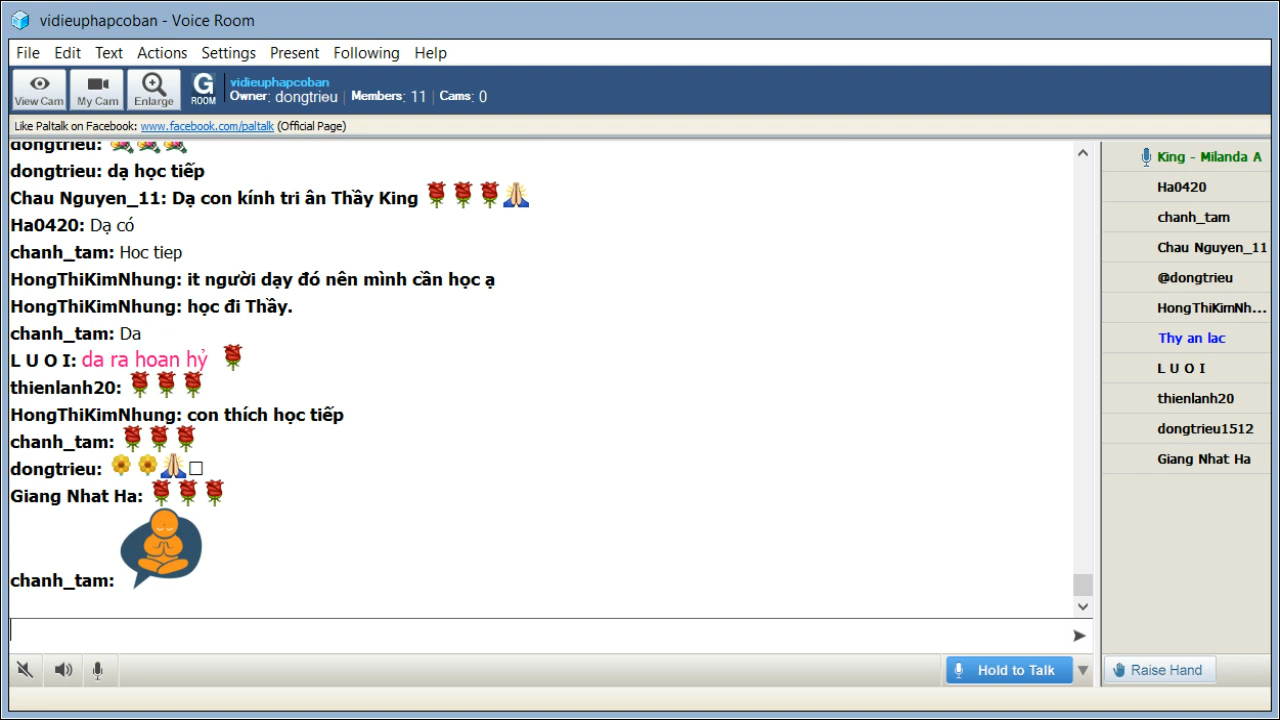 vidieuphapcoban - Voice Room
File Edit Text Actions Settings Present Following Help
View Cam My Cam Enlarge G ROOM
vidieuphapcoban
Owner: dongtrieu | Members: 11 | Cams: 0
Like Paltalk on Facebook: www.facebook.com/paltalk (Official Page)
dongtrieu:
dongtrieu: dạ học tiếp
Chau Nguyen_11: Dạ con kính tri ân Thầy King
Ha0420: Dạ có
chanh_tam: Hoc tiep
HongThiKimNhung: it người dạy đó nên mình cần học ạ
HongThiKimNhung: học đi Thầy.
chanh_tam: Da
L U O I: da ra hoan hỷ
thienlanh20:
HongThiKimNhung: con thích học tiếp
chanh_tam:
dongtrieu:
Giang Nhat Ha:
chanh_tam:
King - Milanda A
Ha0420
chanh_tam
Chau Nguyen_11
@dongtrieu
HongThiKimNh...
Thy an lac
L U O I
thienlanh20
dongtrieu1512
Giang Nhat Ha
Hold to Talk
Raise Hand